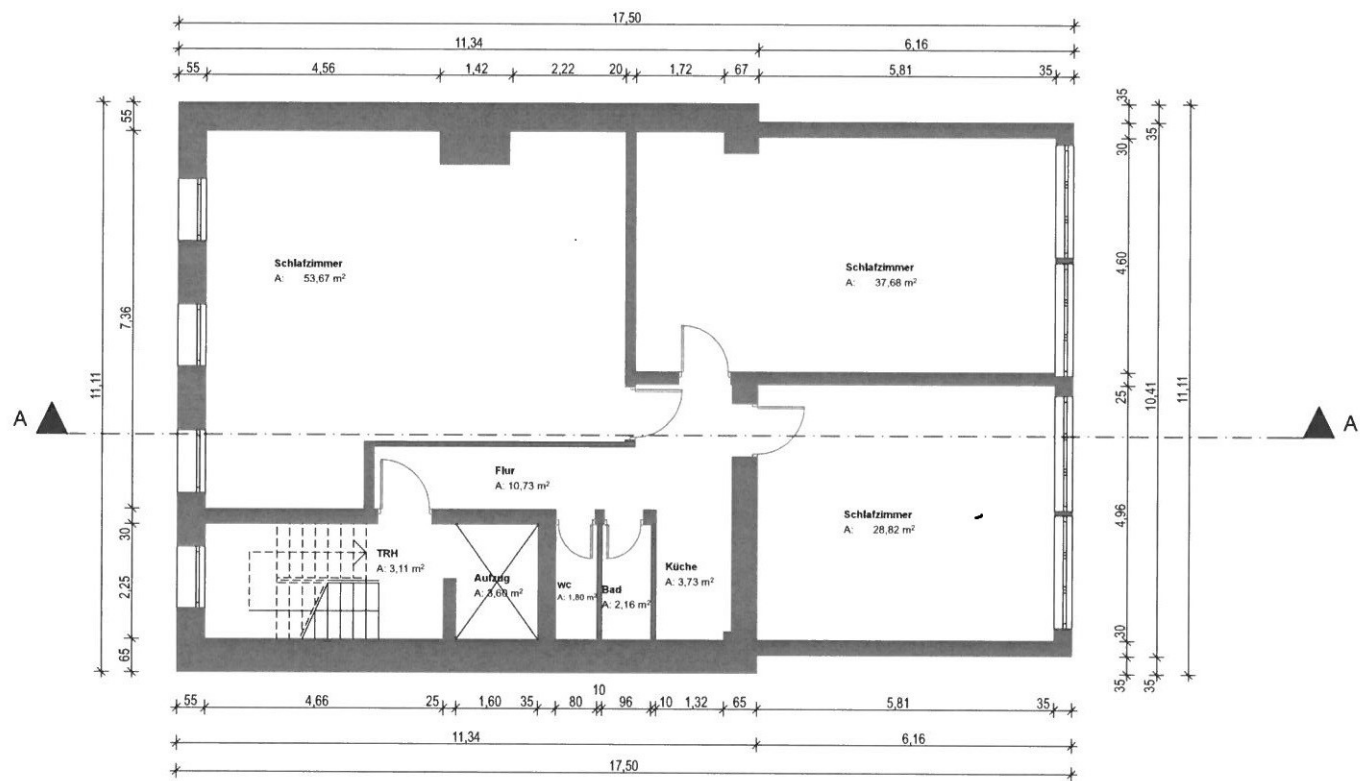 17,50
11,34 6,16
55 4,56 1,42 2,22 20 1,72 67 5,81 35
55
7,36
11,11
30
2,25
65
35
35
30
4,60
25
10,41
11,11
4,96
30
35
35
A
A
Schlafzimmer
A: 53,67 m²
Schlafzimmer
A: 37,68 m²
Flur
A: 10,73 m²
Schlafzimmer
A: 28,82 m²
TRH
A: 3,11 m²
Aufzug
A: 3,60 m²
WC
A: 1,80 m²
Bad
A: 2,16 m²
Küche
A: 3,73 m²
10
55 4,66 25 1,60 35 80 96 10 1,32 65 5,81 35
11,34 6,16
17,50